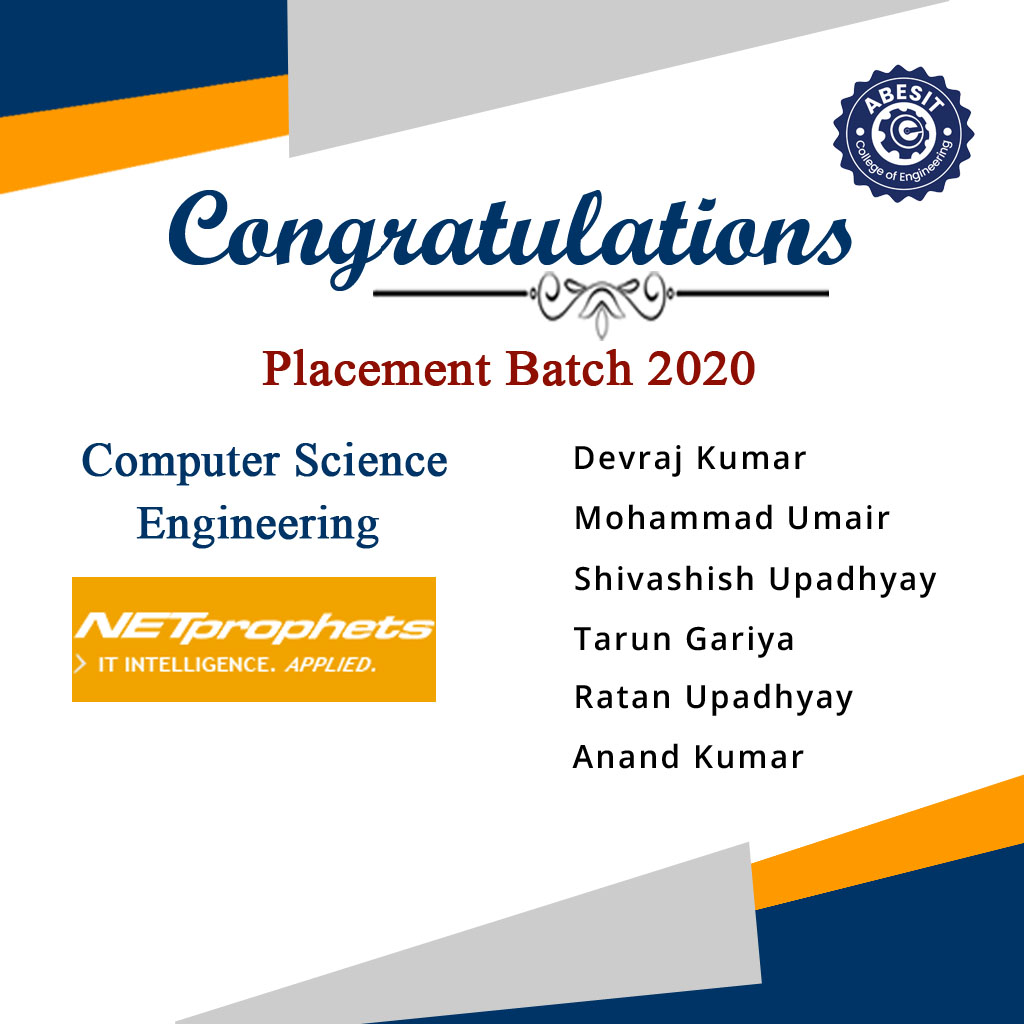 ABESIT
College of Engineering
Congratulations
Placement Batch 2020
Computer Science
Engineering
NETprophets
> IT INTELLIGENCE. APPLIED.
Devraj Kumar
Mohammad Umair
Shivashish Upadhyay
Tarun Gariya
Ratan Upadhyay
Anand Kumar